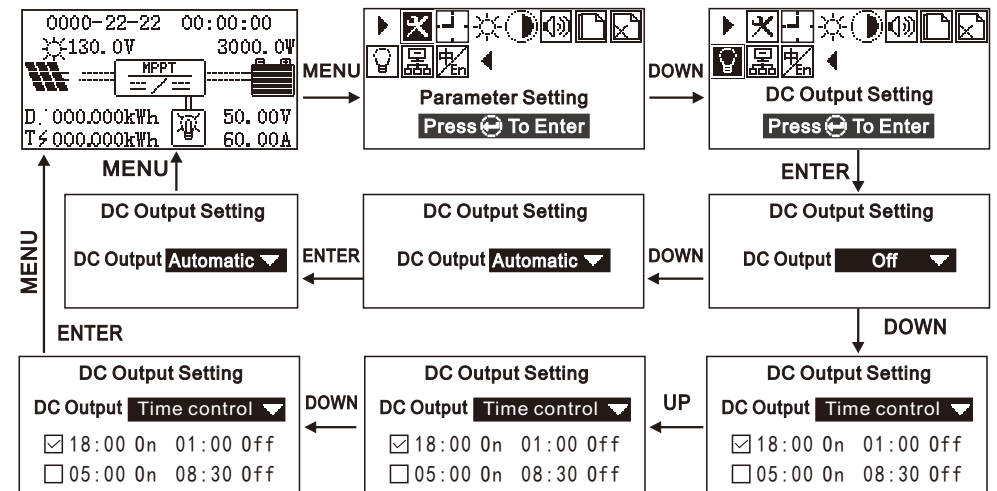 0000-22-22 00:00:00
130.0V 3000.0W
MPPT
D: 000.000kWh 50.00V
T 000.000kWh 60.00A
MENU
中/En
Parameter Setting
Press To Enter
DOWN
中/En
DC Output Setting
Press To Enter
MENU
ENTER
DC Output Setting
DC Output Automatic
ENTER
DC Output Setting
DC Output Automatic
DOWN
DC Output Setting
DC Output Off
MENU
ENTER
DOWN
DC Output Setting
DC Output Time control
18:00 On 01:00 Off
05:00 On 08:30 Off
DOWN
DC Output Setting
DC Output Time control
18:00 On 01:00 Off
05:00 On 08:30 Off
UP
DC Output Setting
DC Output Time control
18:00 On 01:00 Off
05:00 On 08:30 Off